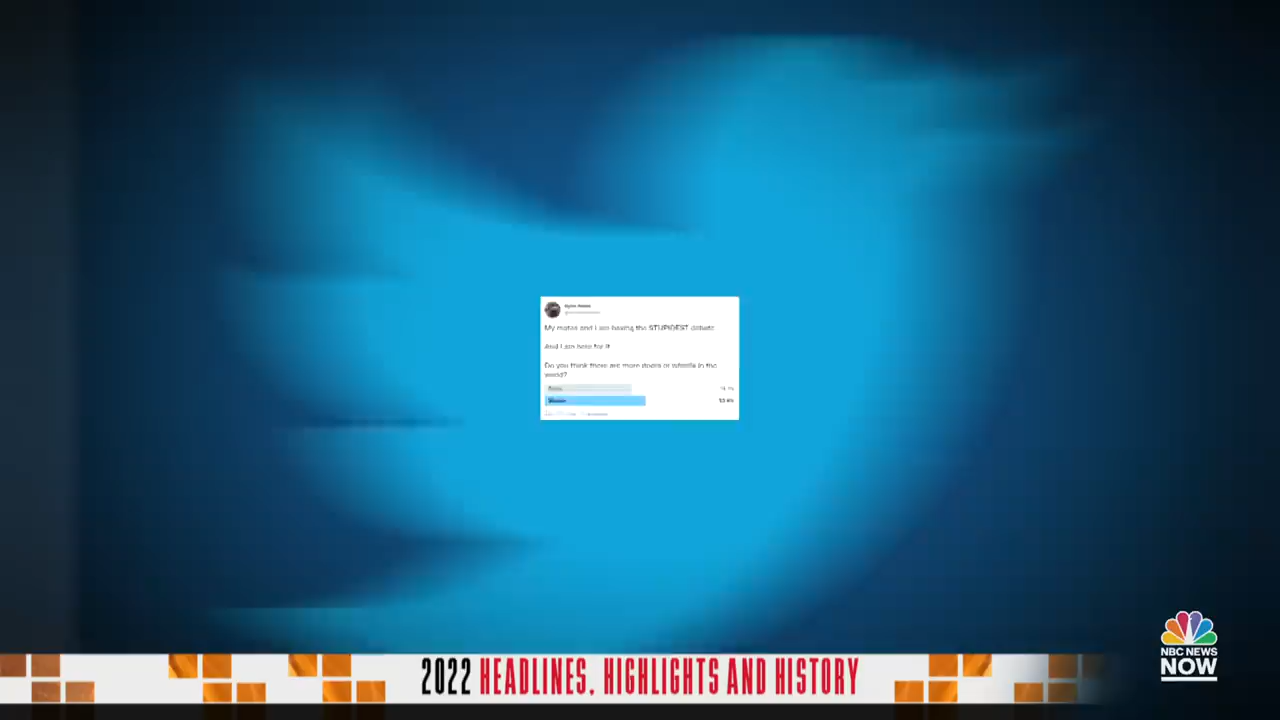 My mates and I are having the STUPIDEST debate
And I am here for it
Do you think there are more doors or wheels in the
world?
2022 HEADLINES, HIGHLIGHTS AND HISTORY
NBC NEWS
NOW